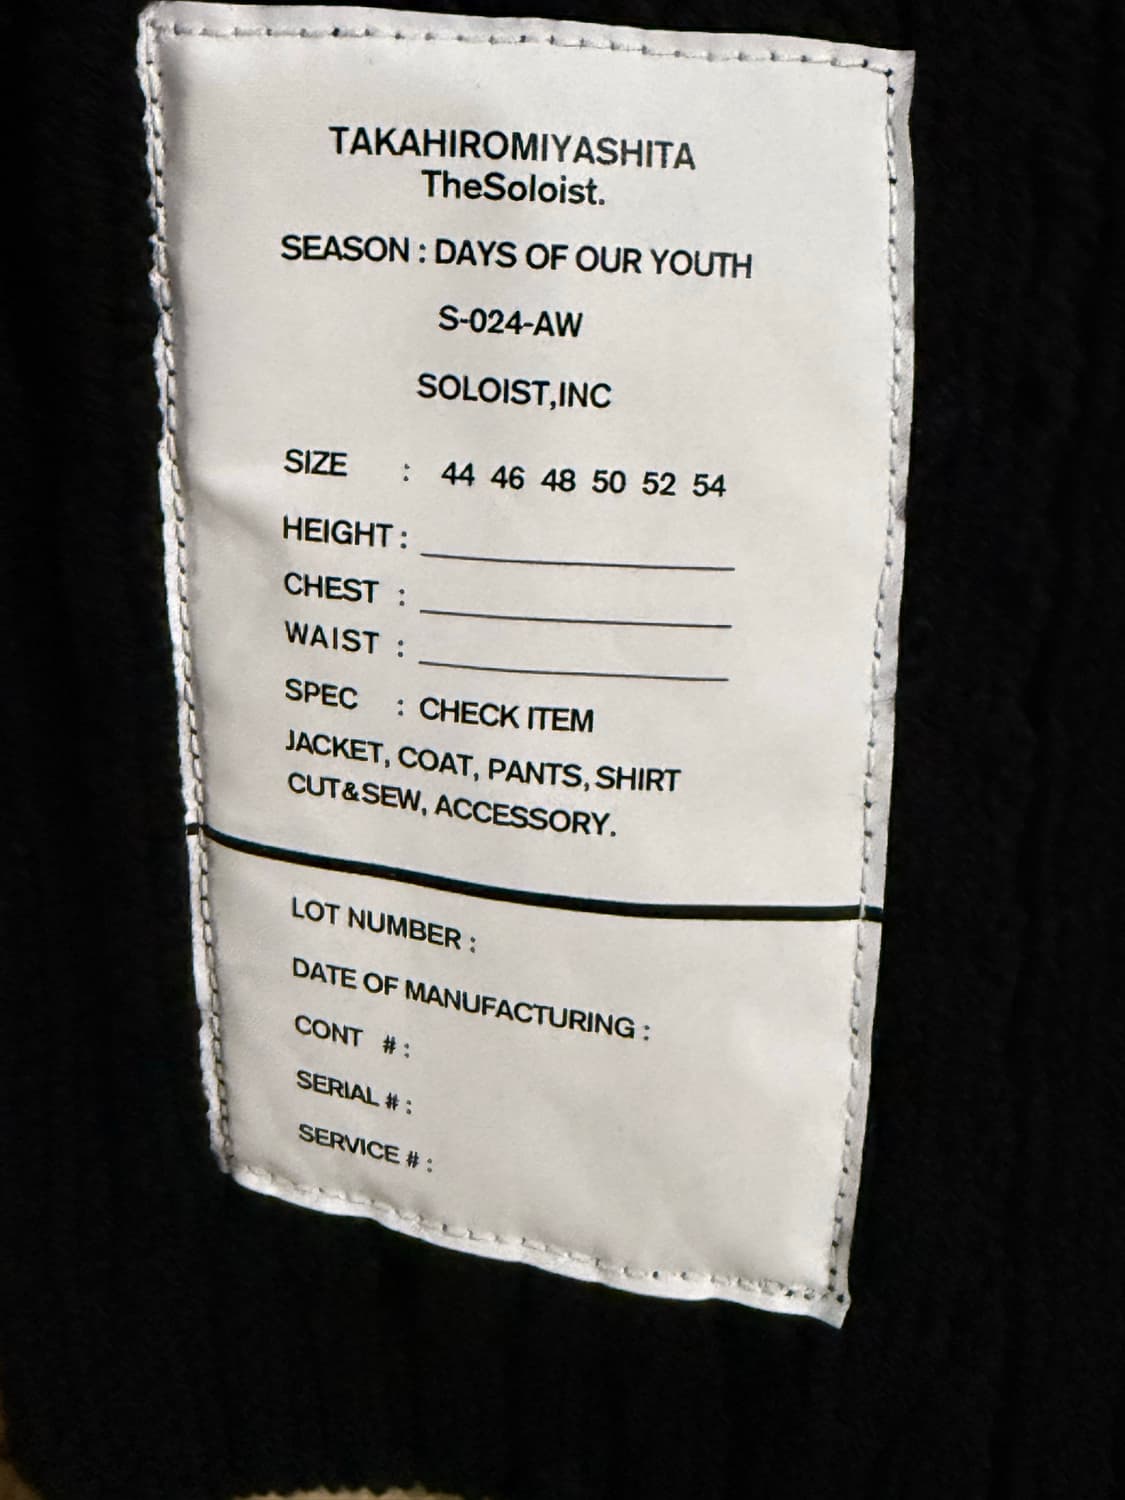 TAKAHIROMIYASHITA
TheSoloist.
SEASON : DAYS OF OUR YOUTH
S-024-AW
SOLOIST,INC
SIZE : 44 46 48 50 52 54
HEIGHT :
CHEST :
WAIST :
SPEC : CHECK ITEM
JACKET, COAT, PANTS, SHIRT
CUT&SEW, ACCESSORY.
LOT NUMBER :
DATE OF MANUFACTURING :
CONT # :
SERIAL # :
SERVICE # :